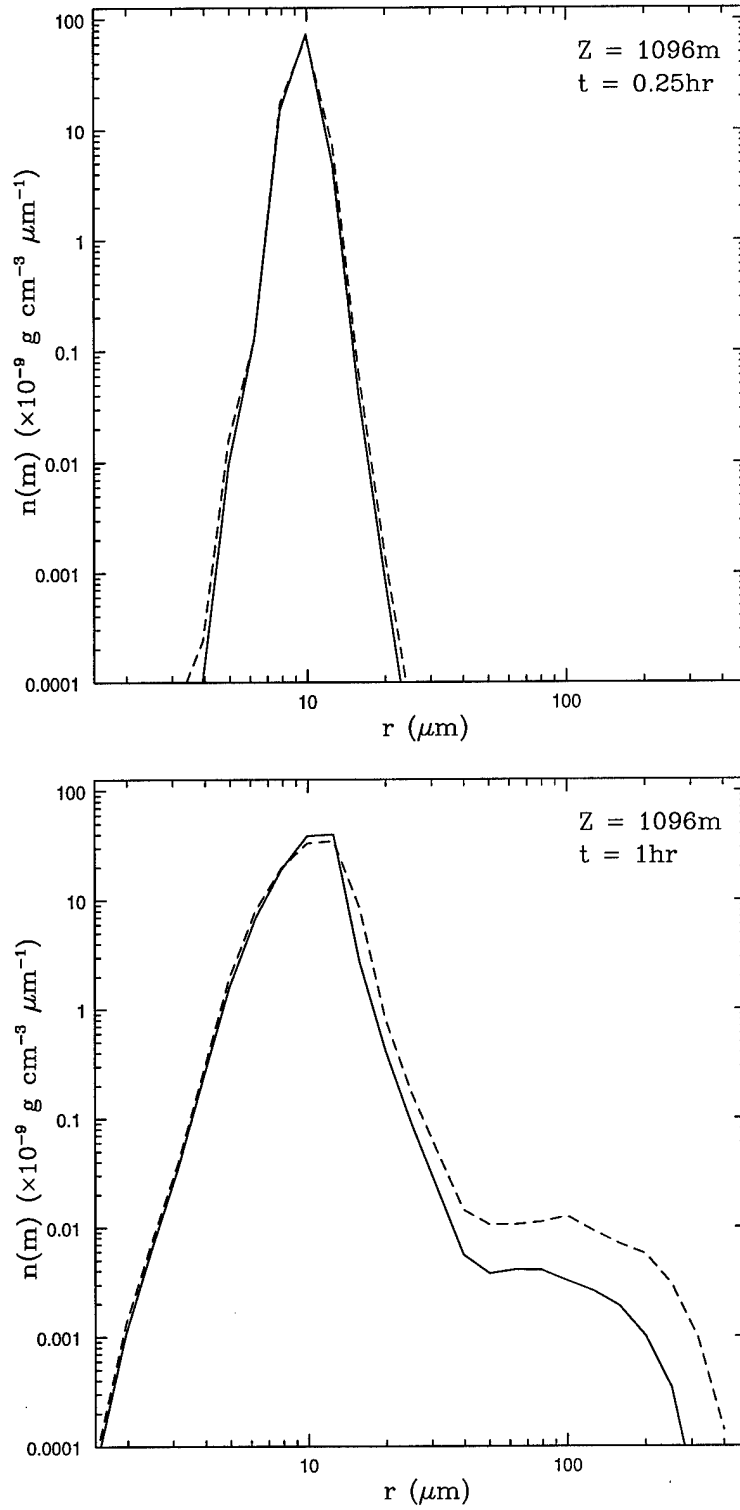 Z = 1096m
t = 0.25hr
100
10
1
0.1
0.01
0.001
0.0001
n(m) (×10⁻⁹ g cm⁻³ μm⁻¹)
10
100
r (μm)
Z = 1096m
t = 1hr
100
10
1
0.1
0.01
0.001
0.0001
n(m) (×10⁻⁹ g cm⁻³ μm⁻¹)
10
100
r (μm)